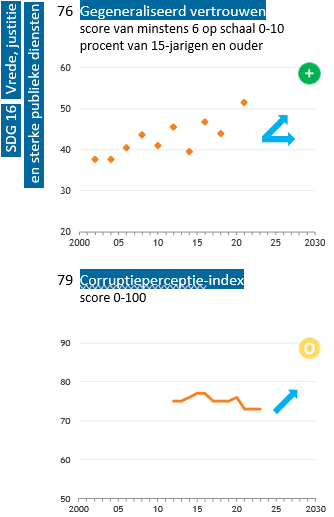 SDG 16 Vrede, justitie
en sterke publieke diensten
76 Gegeneraliseerd vertrouwen
score van minstens 6 op schaal 0-10
procent van 15-jarigen en ouder
60
+
50
40
30
20
2000 05 10 15 20 2030
79 Corruptieperceptie-index
score 0-100
90
O
80
70
60
50
2000 05 10 15 20 2030